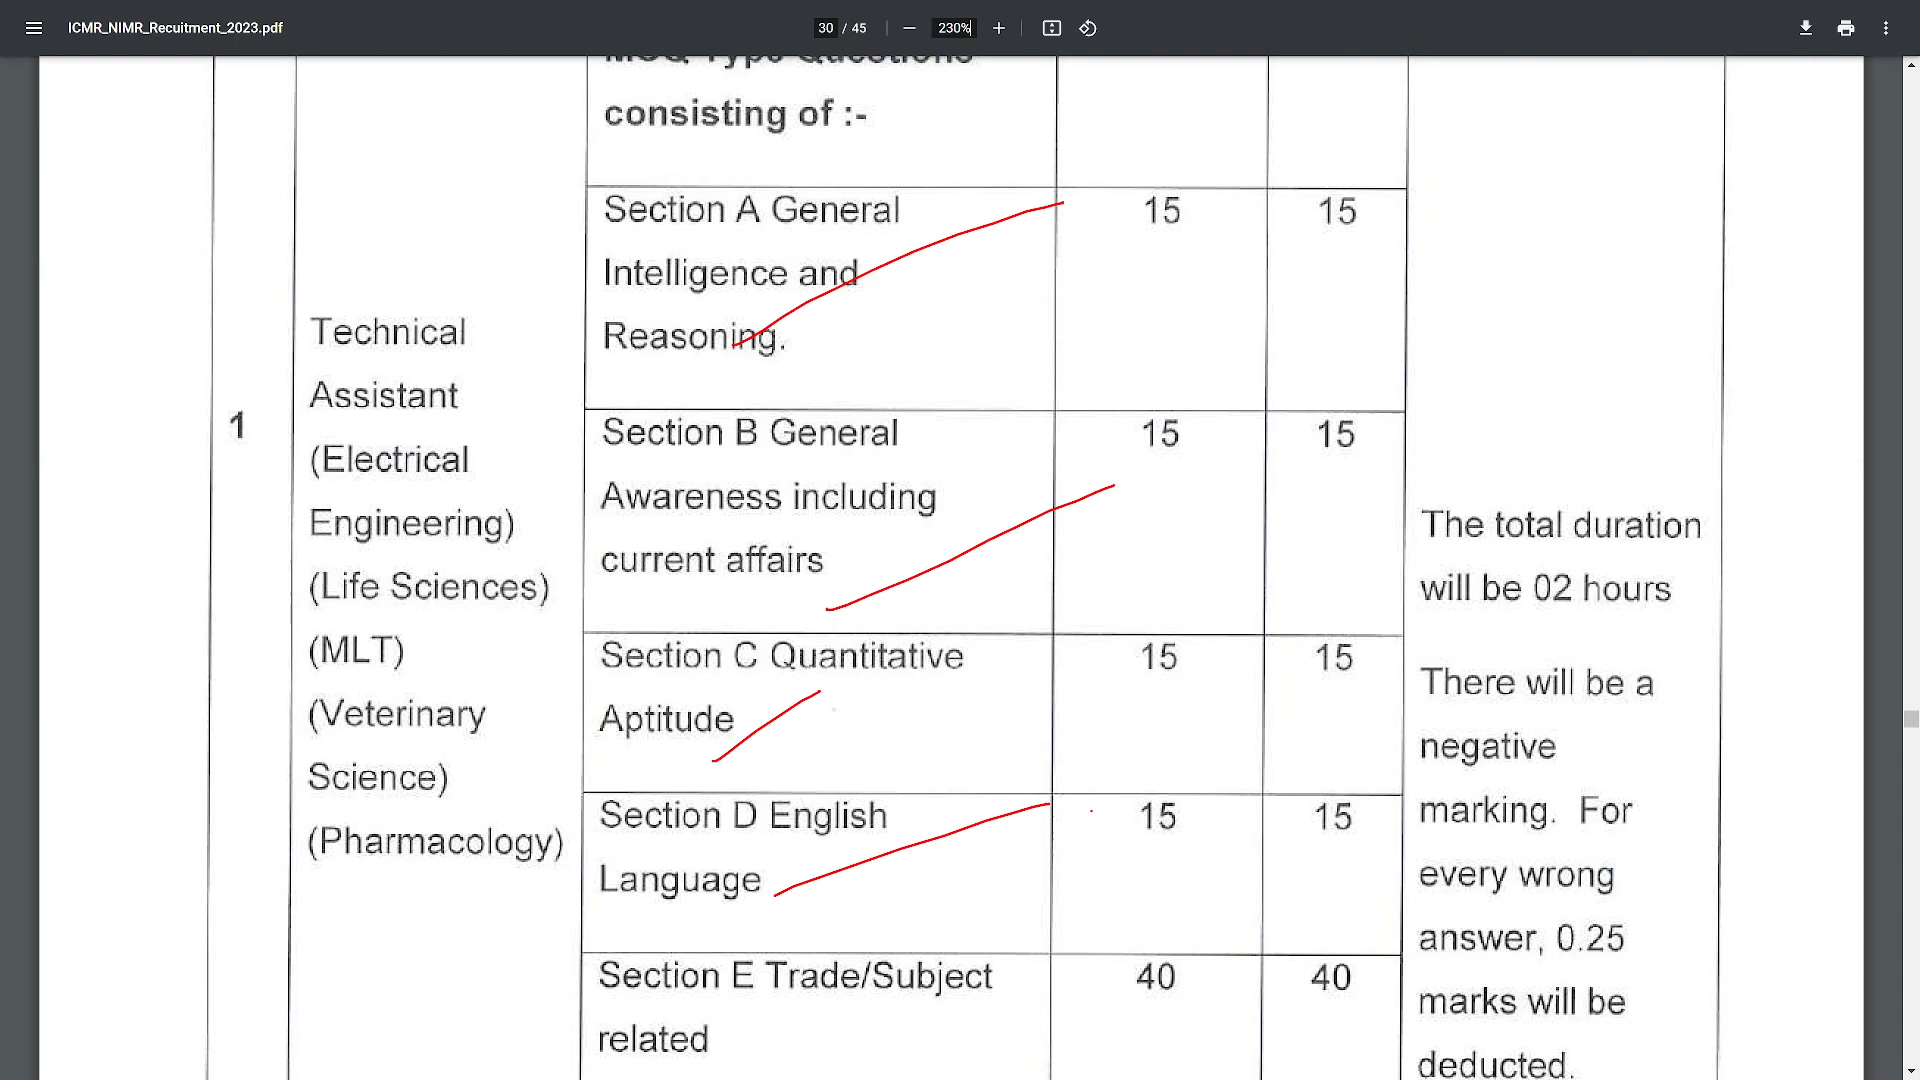 ICMR_NIMR_Recuitment_2023.pdf
30 / 45
230%
MCQ Type Questions
consisting of :-
1
Technical
Assistant
(Electrical
Engineering)
(Life Sciences)
(MLT)
(Veterinary
Science)
(Pharmacology)
Section A General
Intelligence and
Reasoning.
15
15
Section B General
Awareness including
current affairs
15
15
Section C Quantitative
Aptitude
15
15
Section D English
Language
15
15
Section E Trade/Subject
related
40
40
The total duration
will be 02 hours
There will be a
negative
marking. For
every wrong
answer, 0.25
marks will be
deducted.